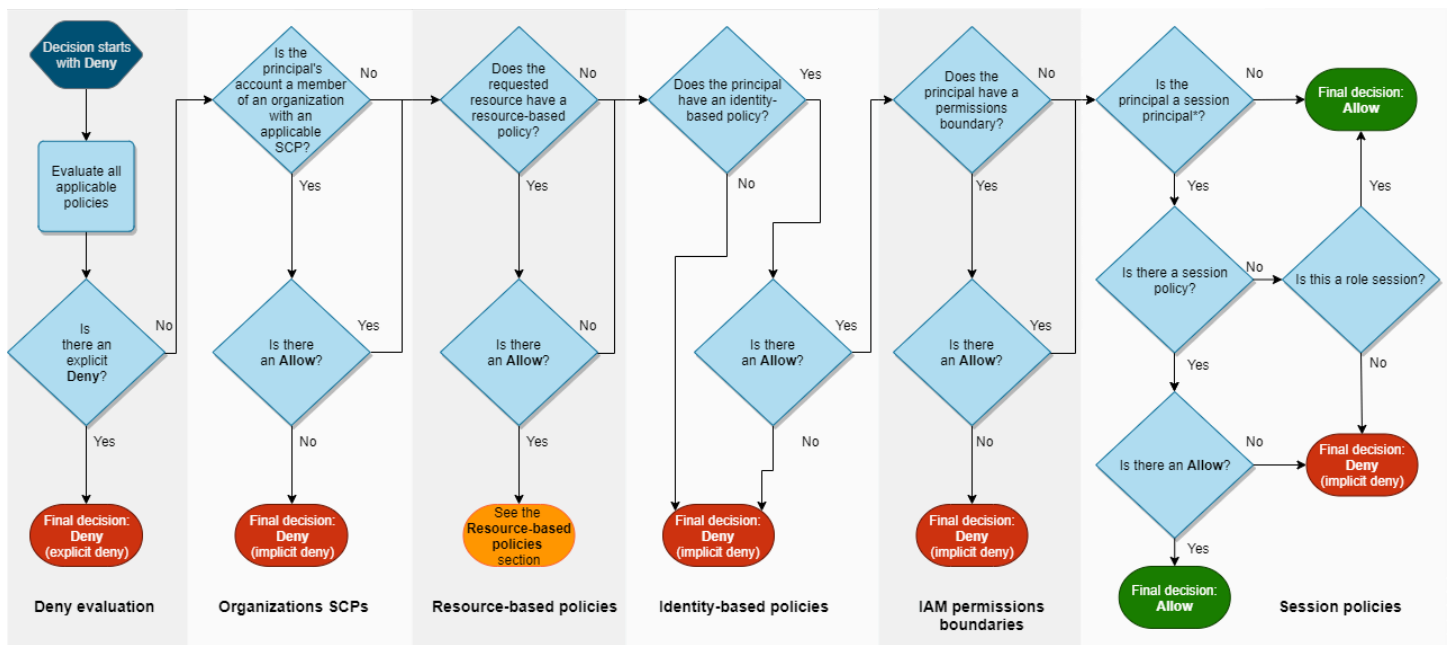 Decision starts
with Deny
Evaluate all
applicable
policies
Is
there an
explicit
Deny?
No
Yes
Final decision:
Deny
(explicit deny)
Deny evaluation
Is the
principal's
account a member
of an organization
with an
applicable
SCP?
No
Yes
Is there
an Allow?
Yes
No
Final decision:
Deny
(implicit deny)
Organizations SCPs
Does the
requested
resource have a
resource-based
policy?
No
Yes
Is there
an Allow?
No
Yes
See the
Resource-based
policies
section
Resource-based policies
Does the principal
have an identity-
based policy?
Yes
No
Is there
an Allow?
Yes
No
Final decision:
Deny
(implicit deny)
Identity-based policies
Does the
principal have a
permissions
boundary?
No
Yes
Is there
an Allow?
Yes
No
Final decision:
Deny
(implicit deny)
IAM permissions
boundaries
Is the
principal a session
principal*?
No
Final decision:
Allow
Yes
Yes
Is there a session
policy?
No
Is this a role session?
Yes
No
Is there an Allow?
No
Final decision:
Deny
(implicit deny)
Yes
Final decision:
Allow
Session policies